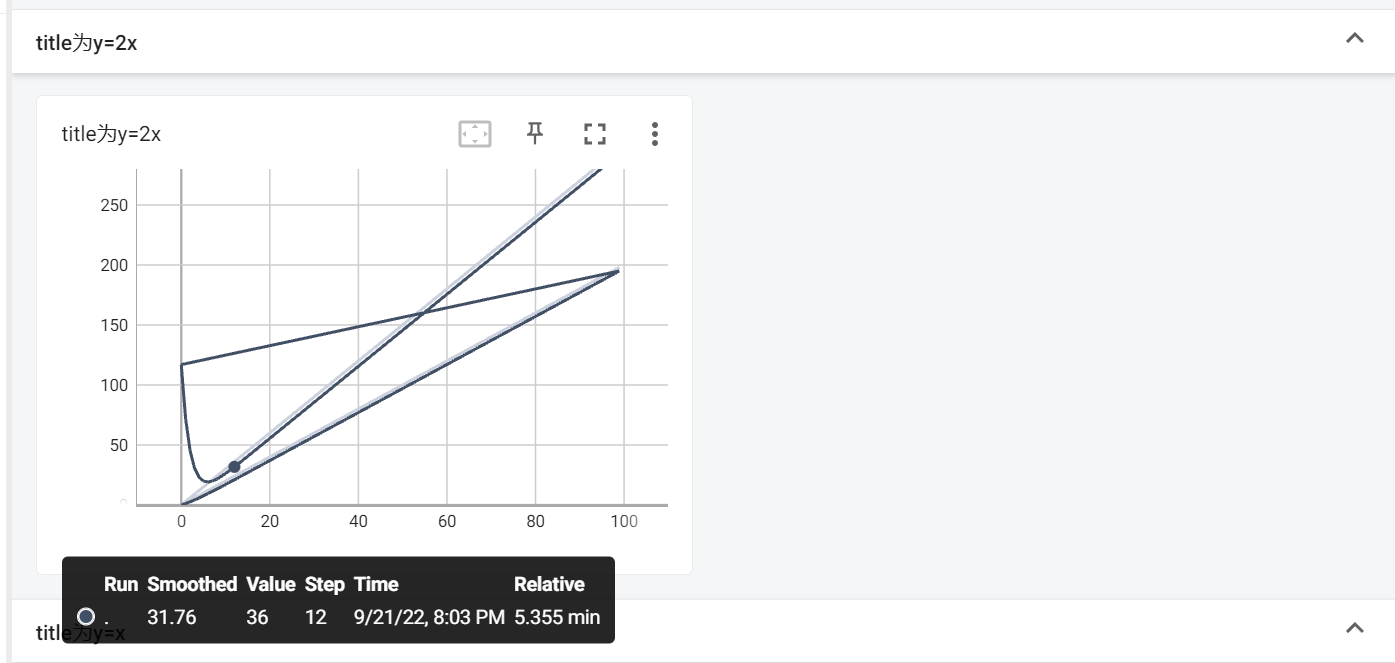 title为y=2x
title为y=2x
250
200
150
100
50
0 20 40 60 80 100
Run Smoothed Value Step Time Relative
. 31.76 36 12 9/21/22, 8:03 PM 5.355 min
title为y=x